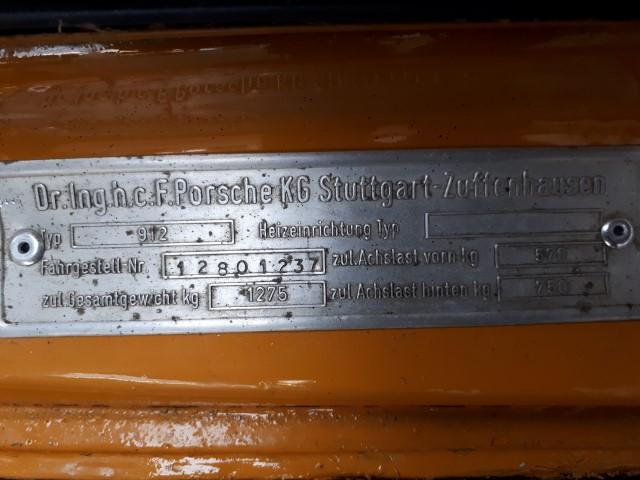 Dr.Ing.h.c.F.Porsche KG Stuttgart-Zuffenhausen
Typ 912 Heizeinrichtung Typ
Fahrgestell Nr. 12801237 zul.Achslast vorn kg
zul.Gesamtgewicht kg 1275 zul.Achslast hinten kg 750